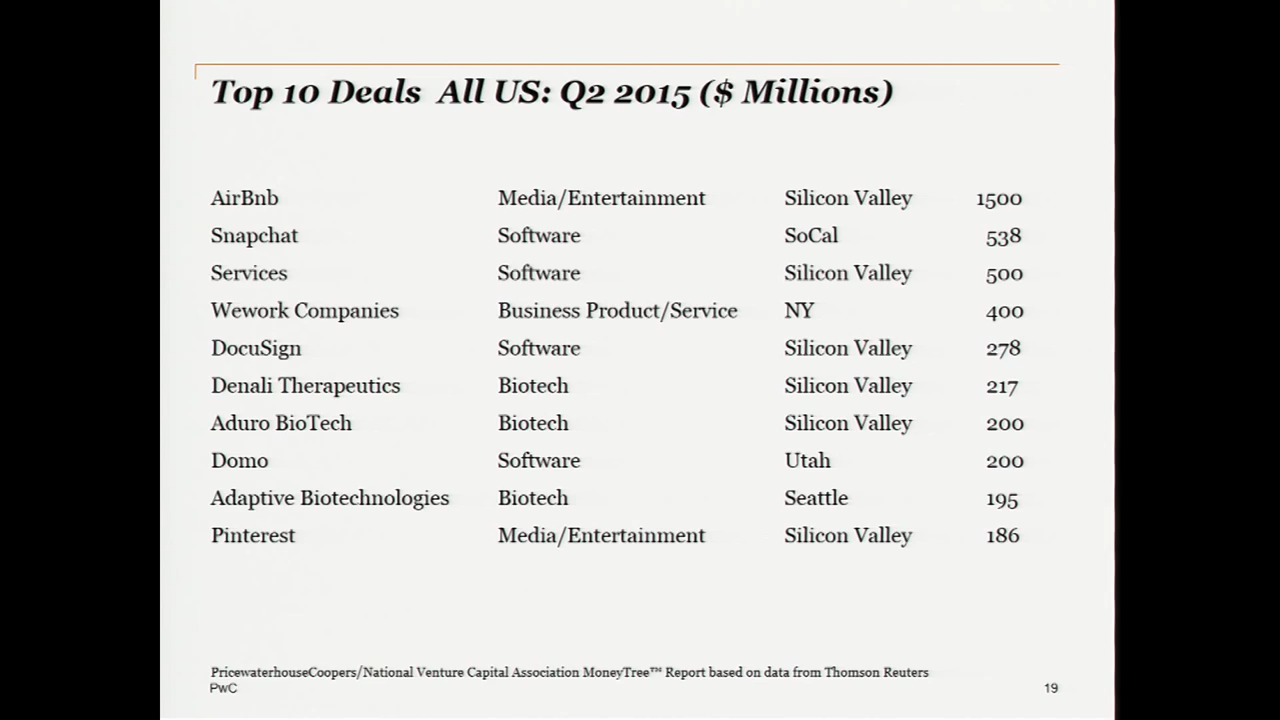 Top 10 Deals All US: Q2 2015 ($ Millions)
AirBnb Media/Entertainment Silicon Valley 1500
Snapchat Software SoCal 538
Services Software Silicon Valley 500
Wework Companies Business Product/Service NY 400
DocuSign Software Silicon Valley 278
Denali Therapeutics Biotech Silicon Valley 217
Aduro BioTech Biotech Silicon Valley 200
Domo Software Utah 200
Adaptive Biotechnologies Biotech Seattle 195
Pinterest Media/Entertainment Silicon Valley 186
PricewaterhouseCoopers/National Venture Capital Association MoneyTree™ Report based on data from Thomson Reuters
PwC 19